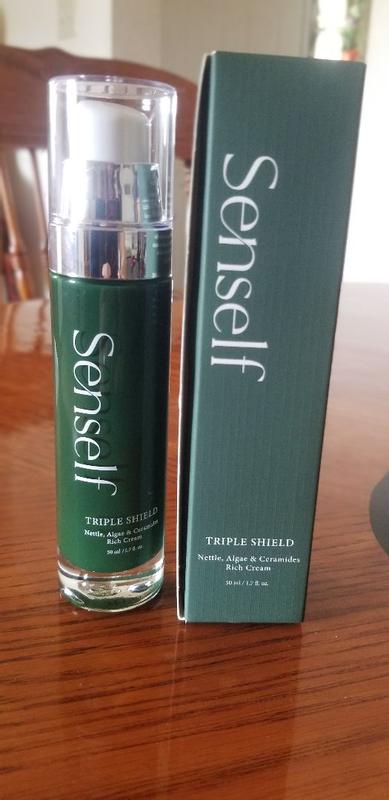 Senself
TRIPLE SHIELD
Nettle, Algae & Ceramides
Rich Cream
50 ml / 1.7 fl. oz.
Senself
TRIPLE SHIELD
Nettle, Algae & Ceramides
Rich Cream
50 ml / 1.7 fl. oz.